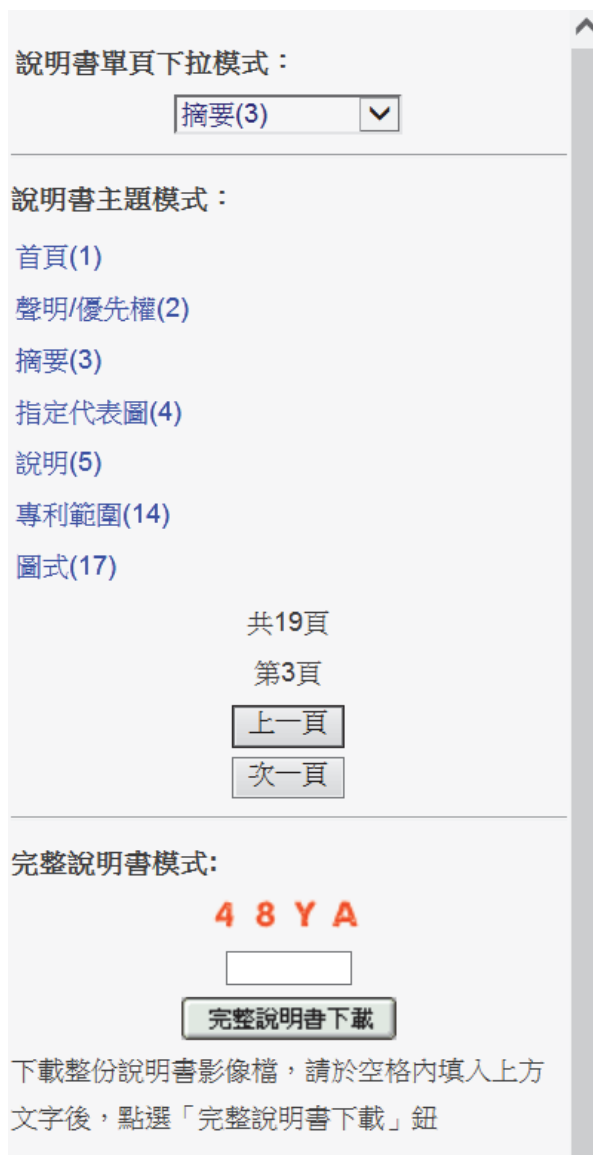 說明書單頁下拉模式：
摘要(3)
說明書主題模式：
首頁(1)
聲明/優先權(2)
摘要(3)
指定代表圖(4)
說明(5)
專利範圍(14)
圖式(17)
共19頁
第3頁
上一頁
次一頁
完整說明書模式:
4 8 Y A
完整說明書下載
下載整份說明書影像檔，請於空格內填入上方
文字後，點選「完整說明書下載」鈕